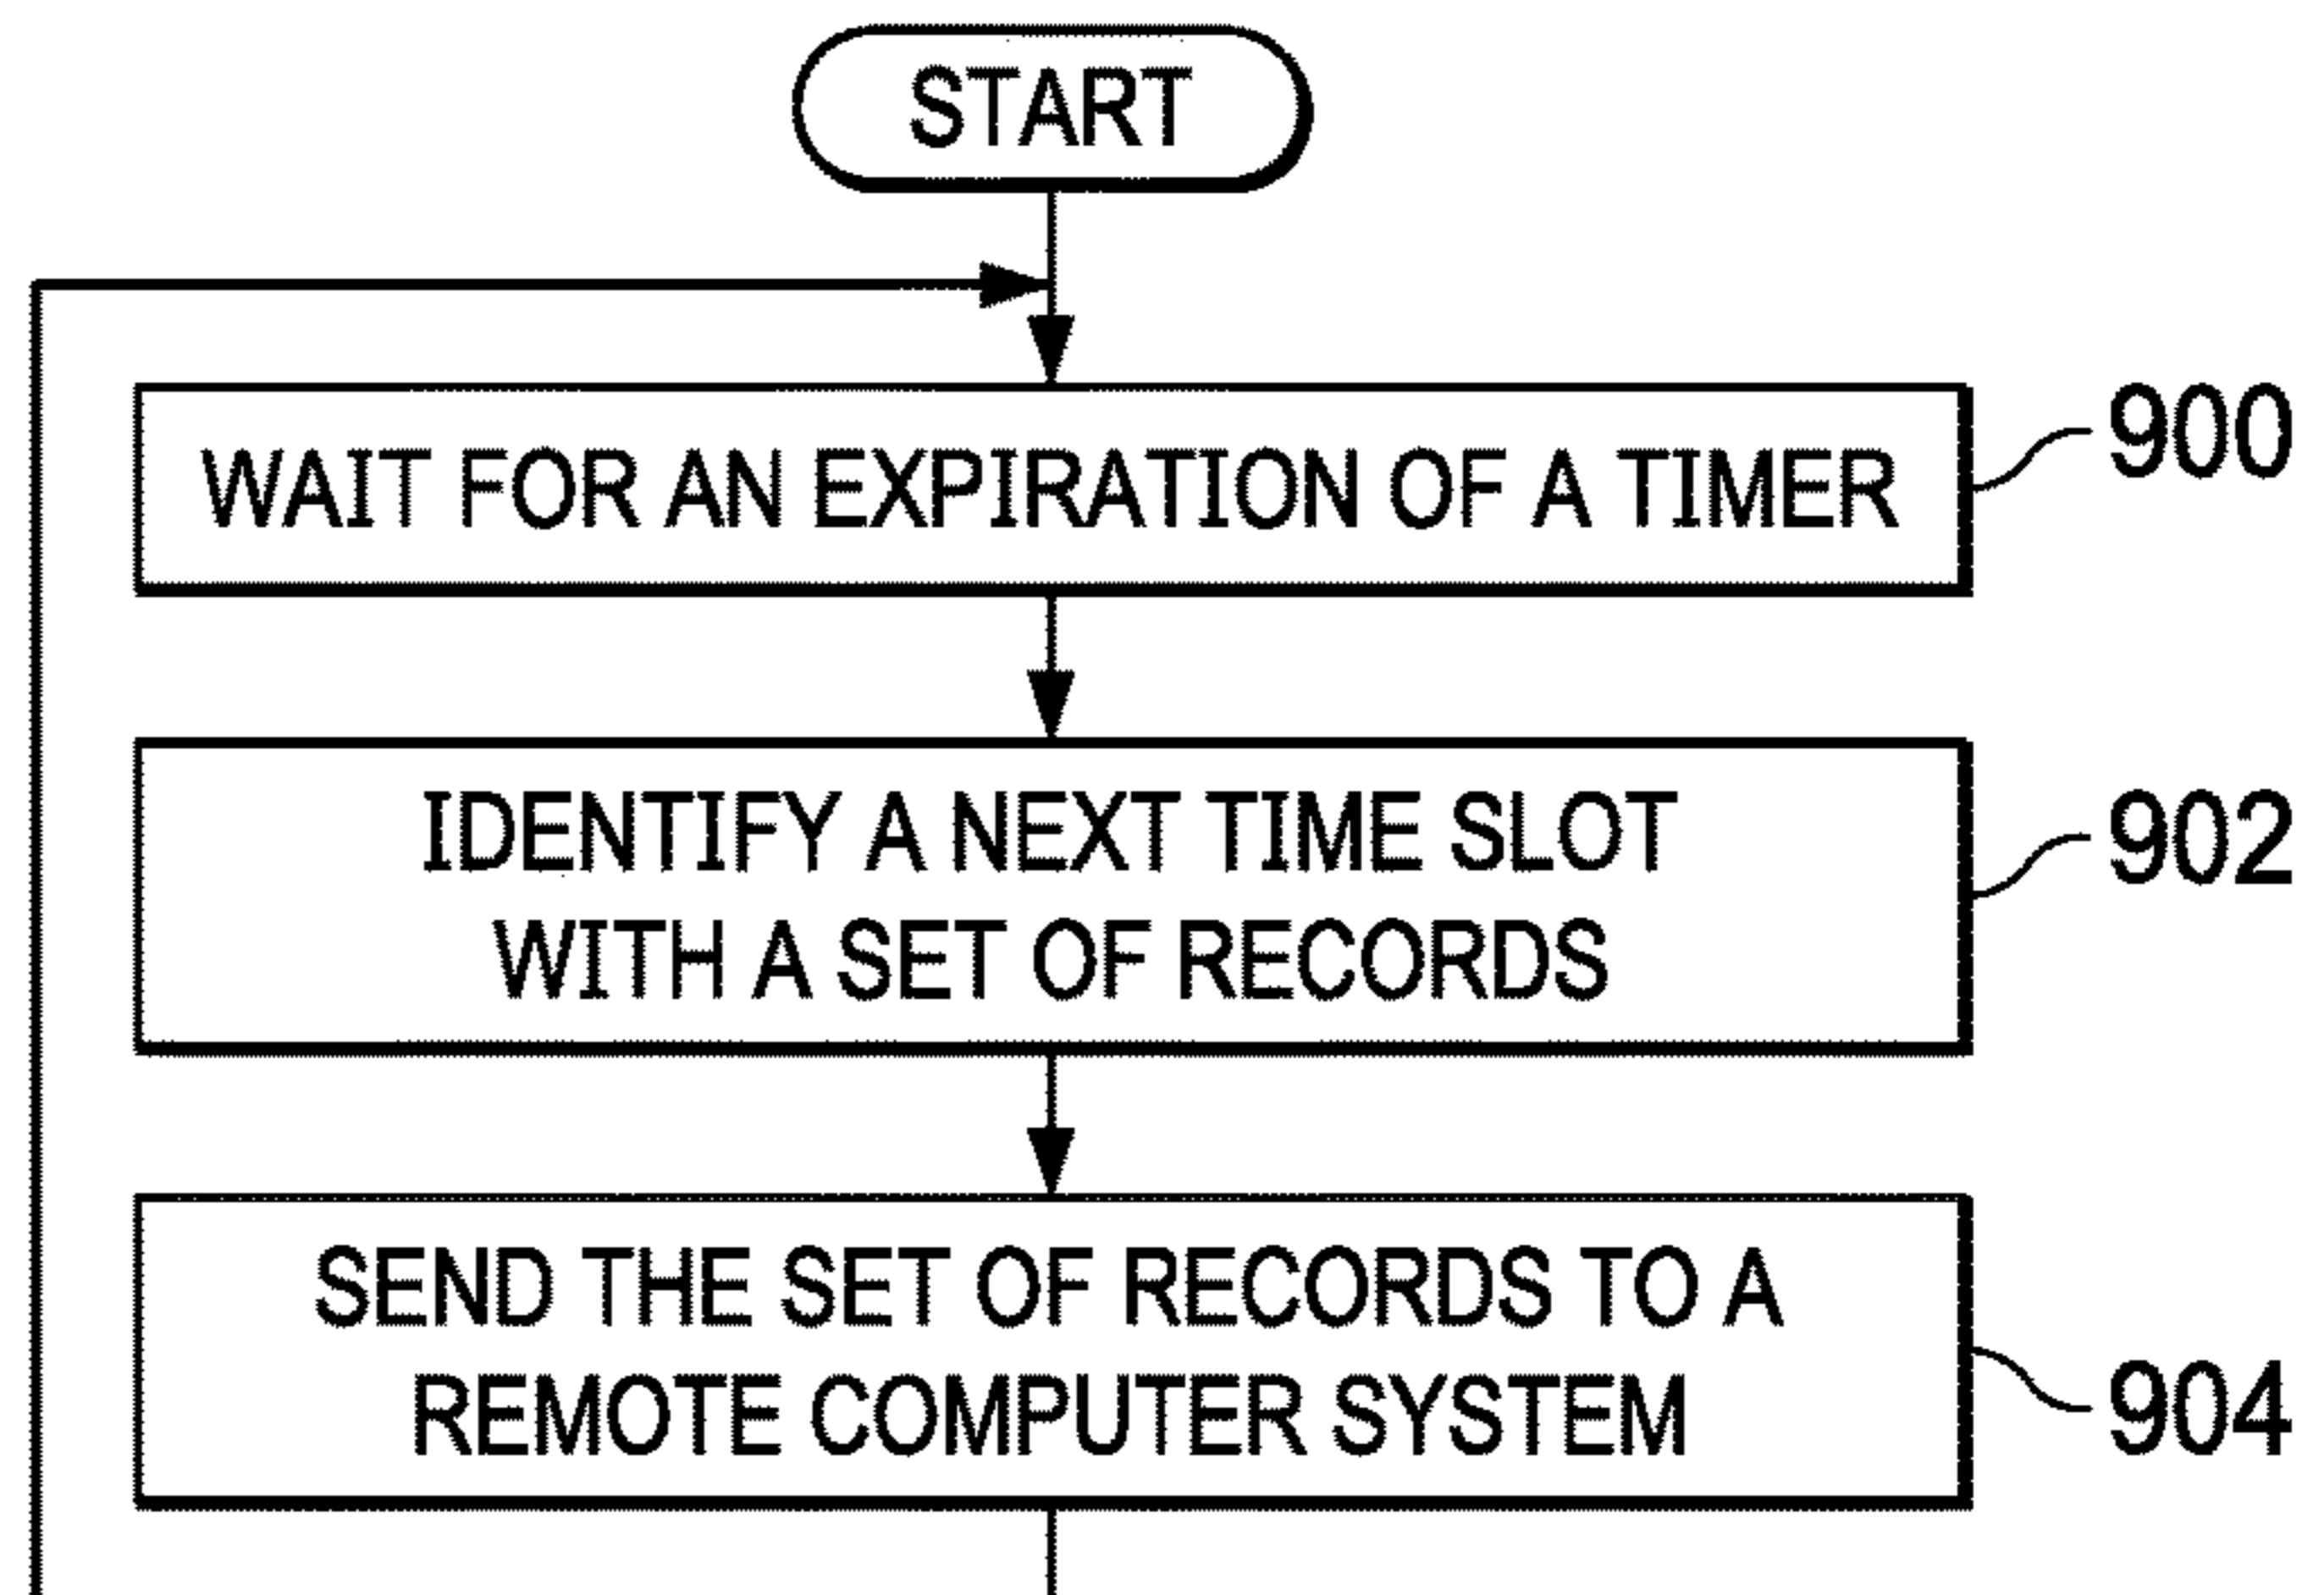 START
WAIT FOR AN EXPIRATION OF A TIMER
900
IDENTIFY A NEXT TIME SLOT
WITH A SET OF RECORDS
902
SEND THE SET OF RECORDS TO A
REMOTE COMPUTER SYSTEM
904